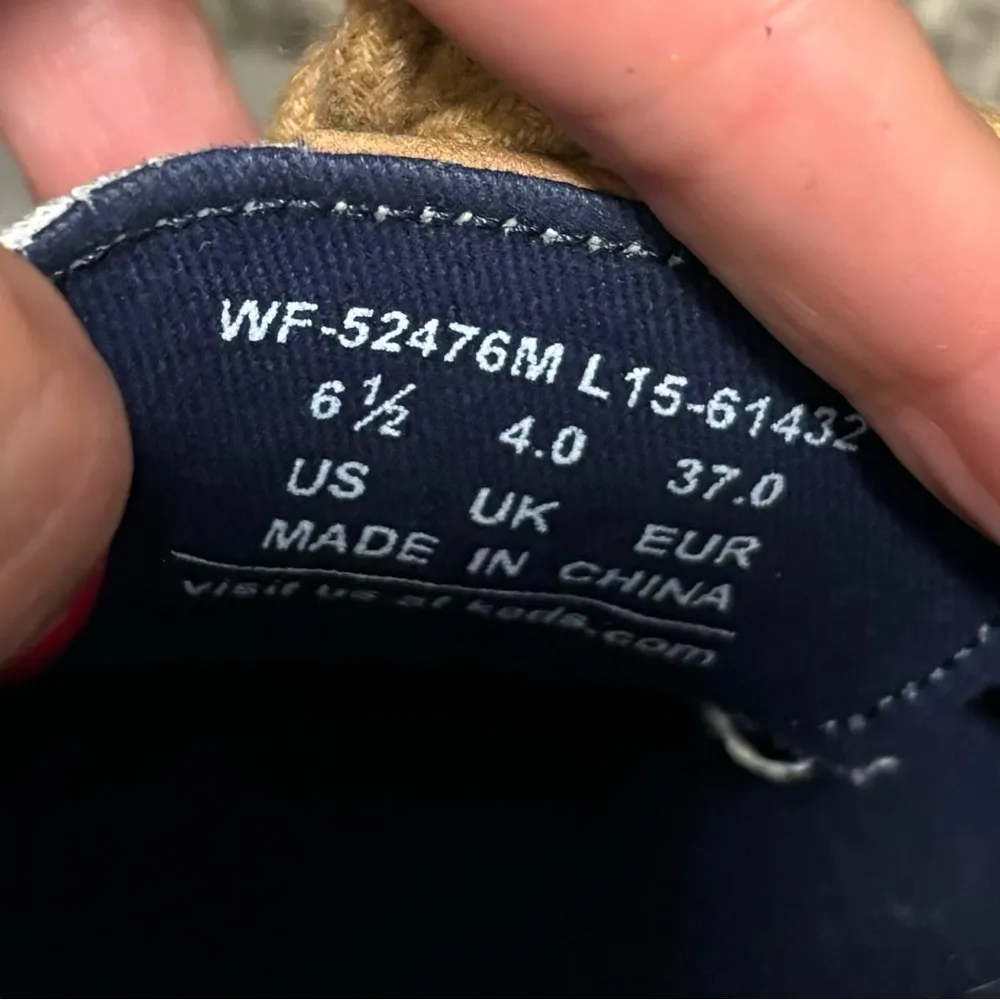 WF-52476M L15-61432
6½ 4.0 37.0
US UK EUR
MADE IN CHINA
visit us at keds.com